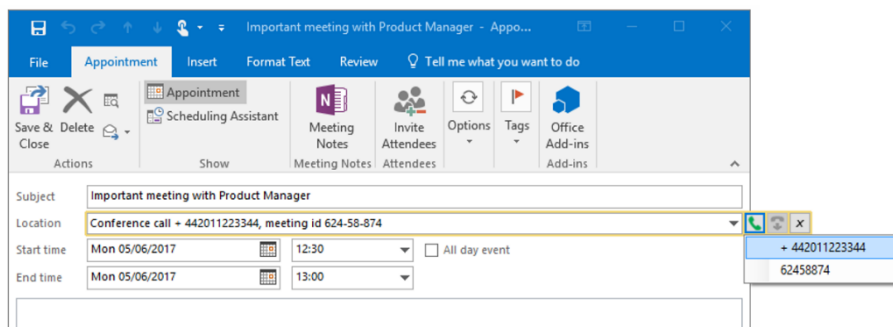 Important meeting with Product Manager - Appo...
File Appointment Insert Format Text Review Tell me what you want to do
Save & Close
Delete
Actions
Appointment
Scheduling Assistant
Show
Meeting Notes
Meeting Notes
Invite Attendees
Attendees
Options
Tags
Office Add-ins
Add-ins
Subject Important meeting with Product Manager
Location Conference call + 442011223344, meeting id 624-58-874 x
+ 442011223344
62458874
Start time Mon 05/06/2017 12:30 All day event
End time Mon 05/06/2017 13:00